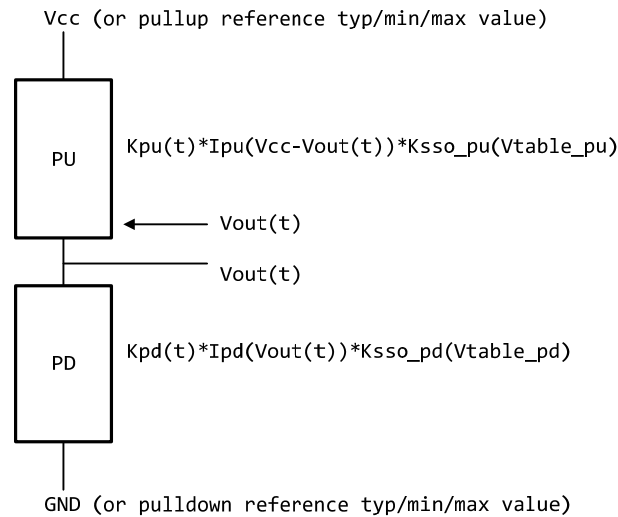 Vcc (or pullup reference typ/min/max value)
PU
Kpu(t)*Ipu(Vcc-Vout(t))*Ksso_pu(Vtable_pu)
Vout(t)
Vout(t)
PD
Kpd(t)*Ipd(Vout(t))*Ksso_pd(Vtable_pd)
GND (or pulldown reference typ/min/max value)